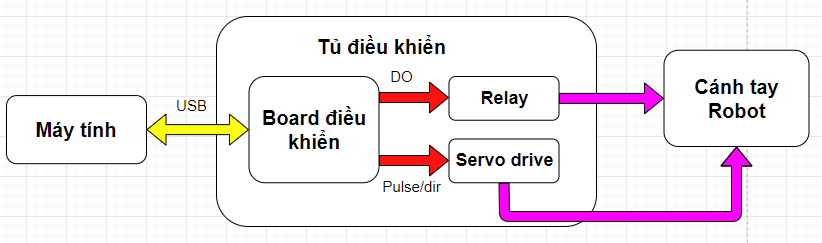 Tủ điều khiển
DO
USB
Máy tính
Board điều
khiển
Relay
Servo drive
Pulse/dir
Cánh tay
Robot